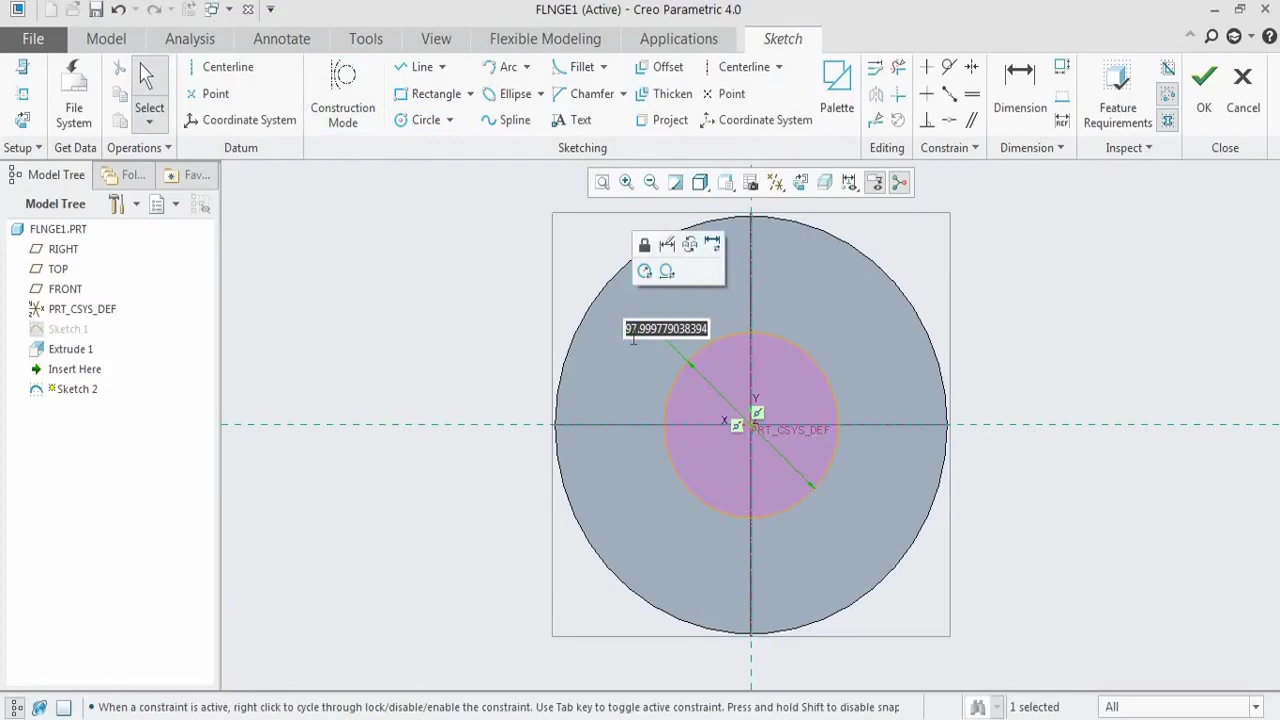 FLNGE1 (Active) - Creo Parametric 4.0
File Model Analysis Annotate Tools View Flexible Modeling Applications Sketch
Centerline Line Arc Fillet Offset Centerline
Point Rectangle Ellipse Chamfer Thicken Point
Coordinate System Circle Spline Text Project Coordinate System
File System
Select
Construction Mode
Palette
Dimension
Feature Requirements
OK
Cancel
Setup Get Data Operations Datum Sketching Editing Constrain Dimension Inspect Close
Model Tree Fol... Fav...
Model Tree
FLNGE1.PRT
RIGHT
TOP
FRONT
PRT_CSYS_DEF
Sketch 1
Extrude 1
Insert Here
Sketch 2
97.999779038394
Y
X
PRT_CSYS_DEF
When a constraint is active, right click to cycle through lock/disable/enable the constraint. Use Tab key to toggle active constraint. Press and hold Shift to disable snap
1 selected
All